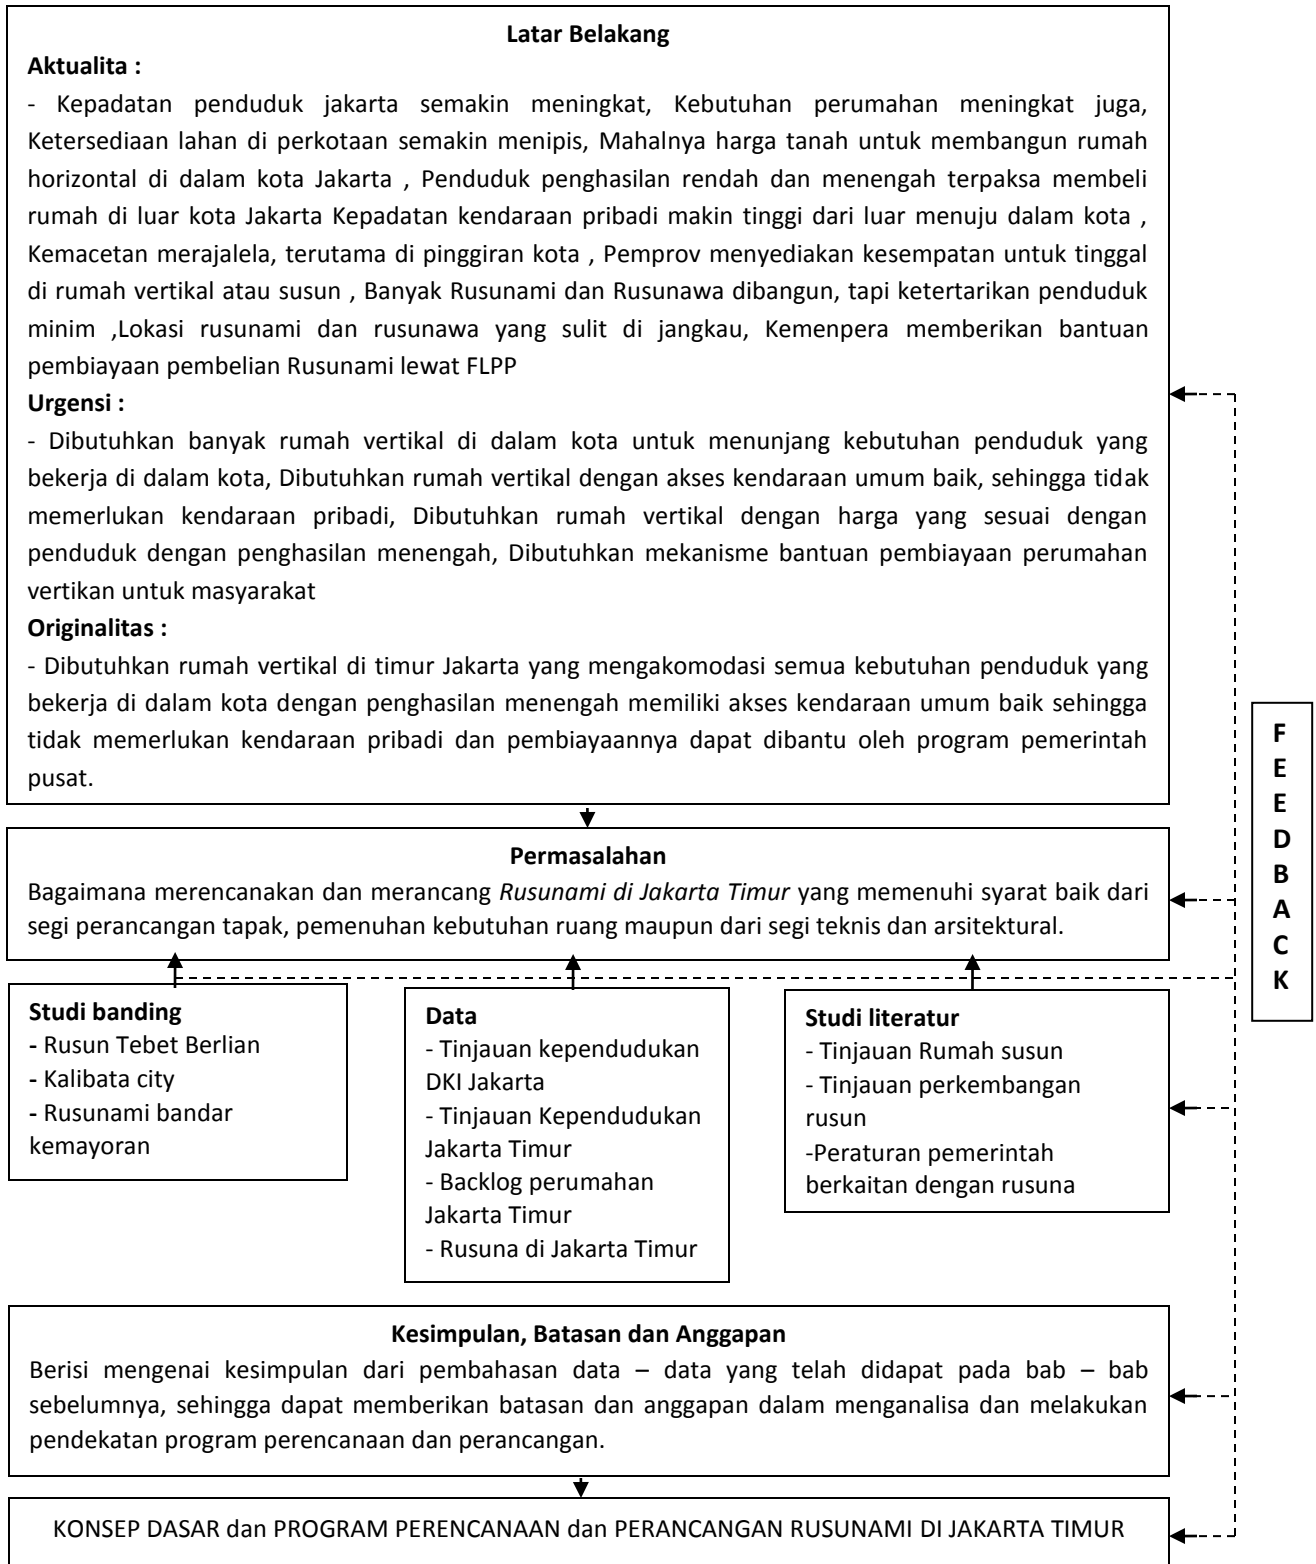 Latar Belakang
Aktualita :
- Kepadatan penduduk jakarta semakin meningkat, Kebutuhan perumahan meningkat juga,
Ketersediaan lahan di perkotaan semakin menipis, Mahalnya harga tanah untuk membangun rumah
horizontal di dalam kota Jakarta , Penduduk penghasilan rendah dan menengah terpaksa membeli
rumah di luar kota Jakarta Kepadatan kendaraan pribadi makin tinggi dari luar menuju dalam kota ,
Kemacetan merajalela, terutama di pinggiran kota , Pemprov menyediakan kesempatan untuk tinggal
di rumah vertikal atau susun , Banyak Rusunami dan Rusunawa dibangun, tapi ketertarikan penduduk
minim ,Lokasi rusunami dan rusunawa yang sulit di jangkau, Kemenpera memberikan bantuan
pembiayaan pembelian Rusunami lewat FLPP
Urgensi :
- Dibutuhkan banyak rumah vertikal di dalam kota untuk menunjang kebutuhan penduduk yang
bekerja di dalam kota, Dibutuhkan rumah vertikal dengan akses kendaraan umum baik, sehingga tidak
memerlukan kendaraan pribadi, Dibutuhkan rumah vertikal dengan harga yang sesuai dengan
penduduk dengan penghasilan menengah, Dibutuhkan mekanisme bantuan pembiayaan perumahan
vertikan untuk masyarakat
Originalitas :
- Dibutuhkan rumah vertikal di timur Jakarta yang mengakomodasi semua kebutuhan penduduk yang
bekerja di dalam kota dengan penghasilan menengah memiliki akses kendaraan umum baik sehingga
tidak memerlukan kendaraan pribadi dan pembiayaannya dapat dibantu oleh program pemerintah
pusat.
Permasalahan
Bagaimana merencanakan dan merancang Rusunami di Jakarta Timur yang memenuhi syarat baik dari
segi perancangan tapak, pemenuhan kebutuhan ruang maupun dari segi teknis dan arsitektural.
Studi banding
- Rusun Tebet Berlian
- Kalibata city
- Rusunami bandar
kemayoran
Data
- Tinjauan kependudukan
DKI Jakarta
- Tinjauan Kependudukan
Jakarta Timur
- Backlog perumahan
Jakarta Timur
- Rusuna di Jakarta Timur
Studi literatur
- Tinjauan Rumah susun
- Tinjauan perkembangan
rusun
-Peraturan pemerintah
berkaitan dengan rusuna
Kesimpulan, Batasan dan Anggapan
Berisi mengenai kesimpulan dari pembahasan data – data yang telah didapat pada bab – bab
sebelumnya, sehingga dapat memberikan batasan dan anggapan dalam menganalisa dan melakukan
pendekatan program perencanaan dan perancangan.
KONSEP DASAR dan PROGRAM PERENCANAAN dan PERANCANGAN RUSUNAMI DI JAKARTA TIMUR
F
E
E
D
B
A
C
K